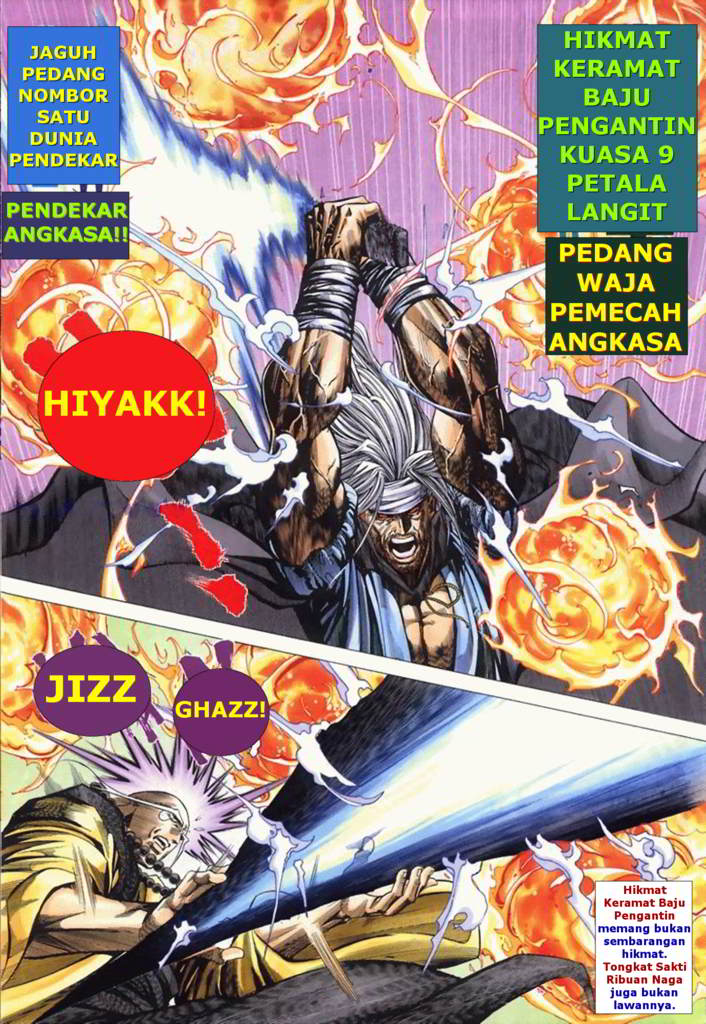 JAGUH
PEDANG
NOMBOR
SATU
DUNIA
PENDEKAR
PENDEKAR
ANGKASA!!
HIKMAT
KERAMAT
BAJU
PENGANTIN
KUASA 9
PETALA
LANGIT
PEDANG
WAJA
PEMECAH
ANGKASA
HIYAKK!
JIZZ
GHAZZ!
Hikmat
Keramat Baju
Pengantin
memang bukan
sembarangan
hikmat.
Tongkat Sakti
Ribuan Naga
juga bukan
lawannya.